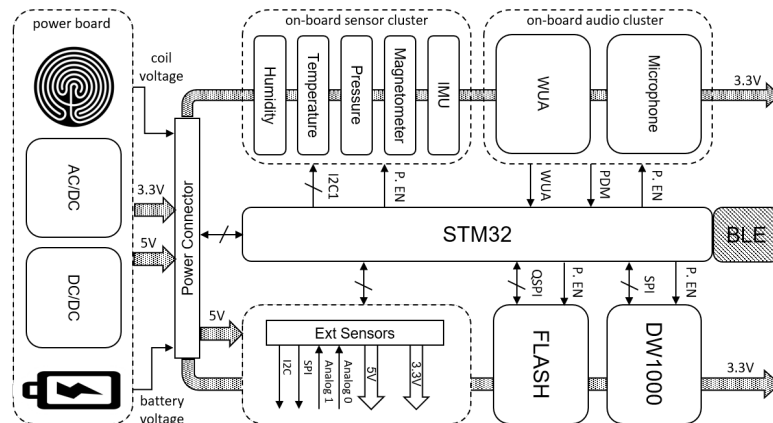 power board
on-board sensor cluster
on-board audio cluster
coil
voltage
Humidity
Temperature
Pressure
Magnetometer
IMU
WUA
Microphone
3.3V
AC/DC
3.3V
DC/DC
5V
Power Connector
I2C1
P. EN
WUA
PDM
P. EN
STM32
BLE
QSPI
P. EN
SPI
P. EN
5V
Ext Sensors
I2C
SPI
Analog 1
Analog 0
5V
3.3V
FLASH
DW1000
3.3V
battery
voltage